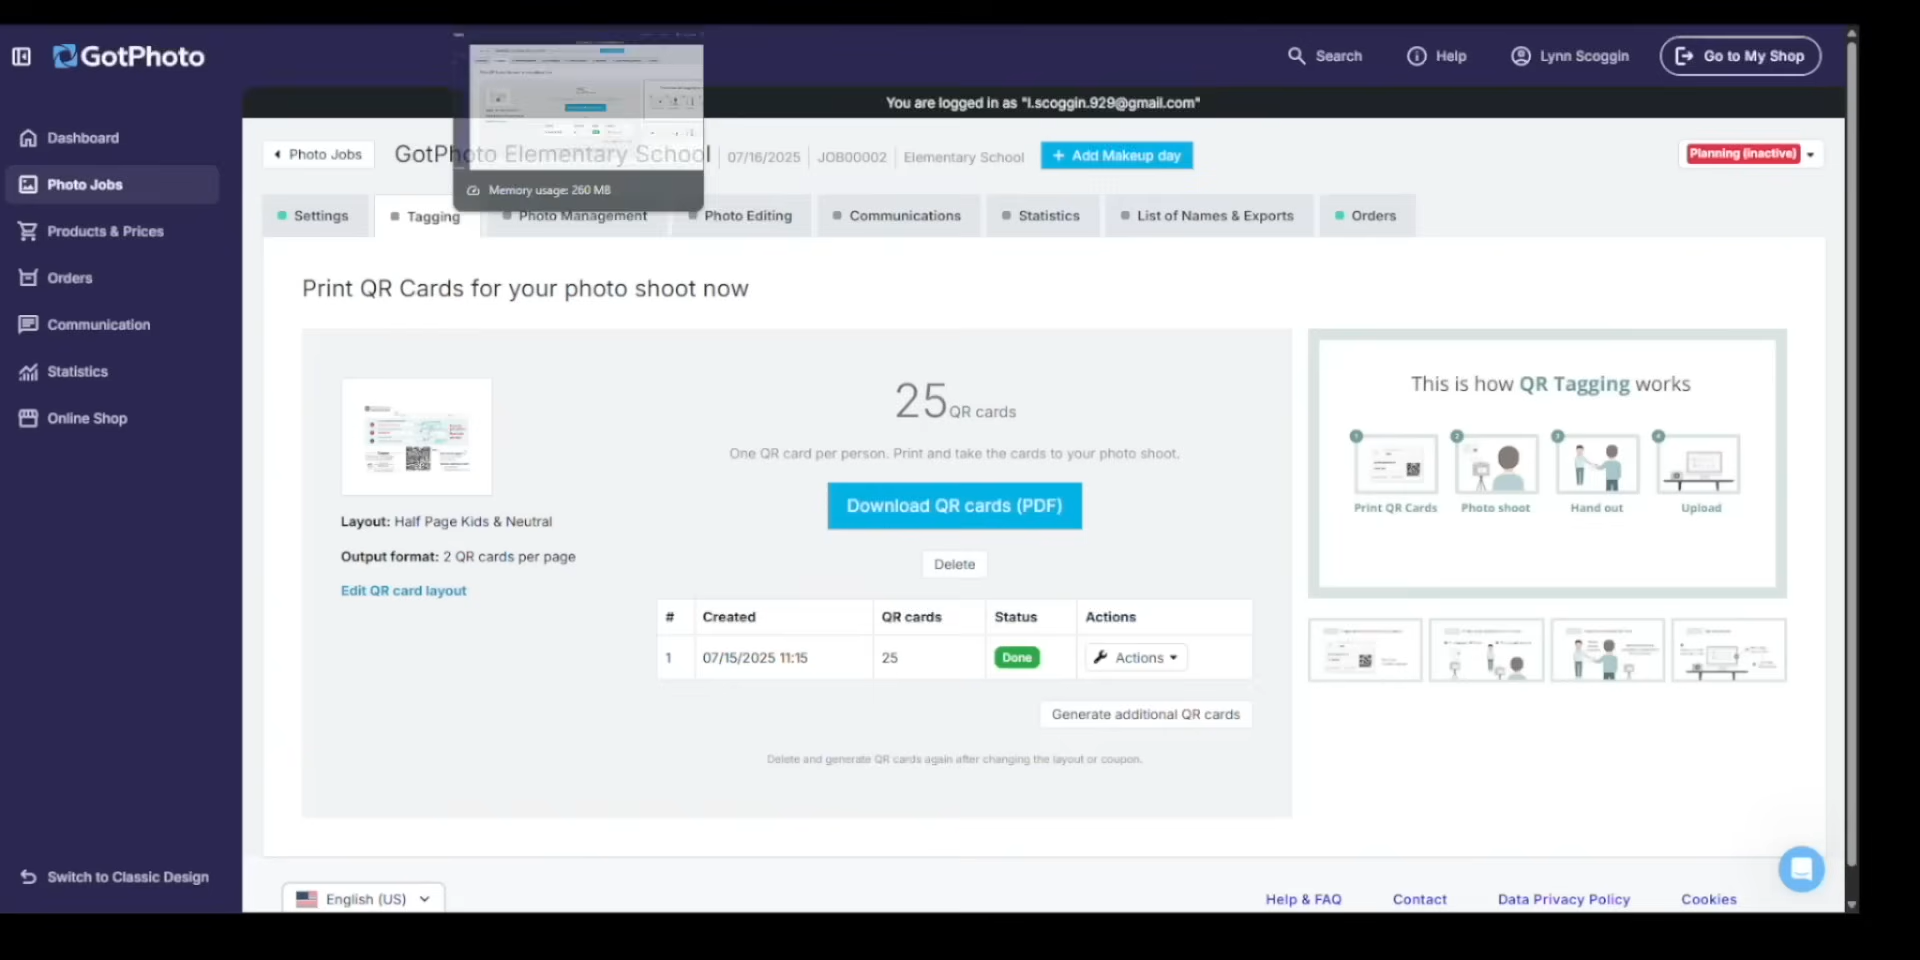 GotPhoto
Search
Help
Lynn Scoggin
Go to My Shop
You are logged in as "l.scoggin.929@gmail.com"
Dashboard
Photo Jobs
Products & Prices
Orders
Communication
Statistics
Online Shop
Switch to Classic Design
Photo Jobs
GotPhoto Elementary School
07/16/2025
JOB00002
Elementary School
+ Add Makeup day
Planning (inactive)
Memory usage: 260 MB
Settings
Tagging
Photo Management
Photo Editing
Communications
Statistics
List of Names & Exports
Orders
Print QR Cards for your photo shoot now
25 QR cards
One QR card per person. Print and take the cards to your photo shoot.
Download QR cards (PDF)
Delete
Layout: Half Page Kids & Neutral
Output format: 2 QR cards per page
Edit QR card layout
# Created QR cards Status Actions
1 07/15/2025 11:15 25 Done Actions
Generate additional QR cards
Delete and generate QR cards again after changing the layout or coupon.
This is how QR Tagging works
1 2 3 4
Print QR Cards Photo shoot Hand out Upload
English (US)
Help & FAQ
Contact
Data Privacy Policy
Cookies